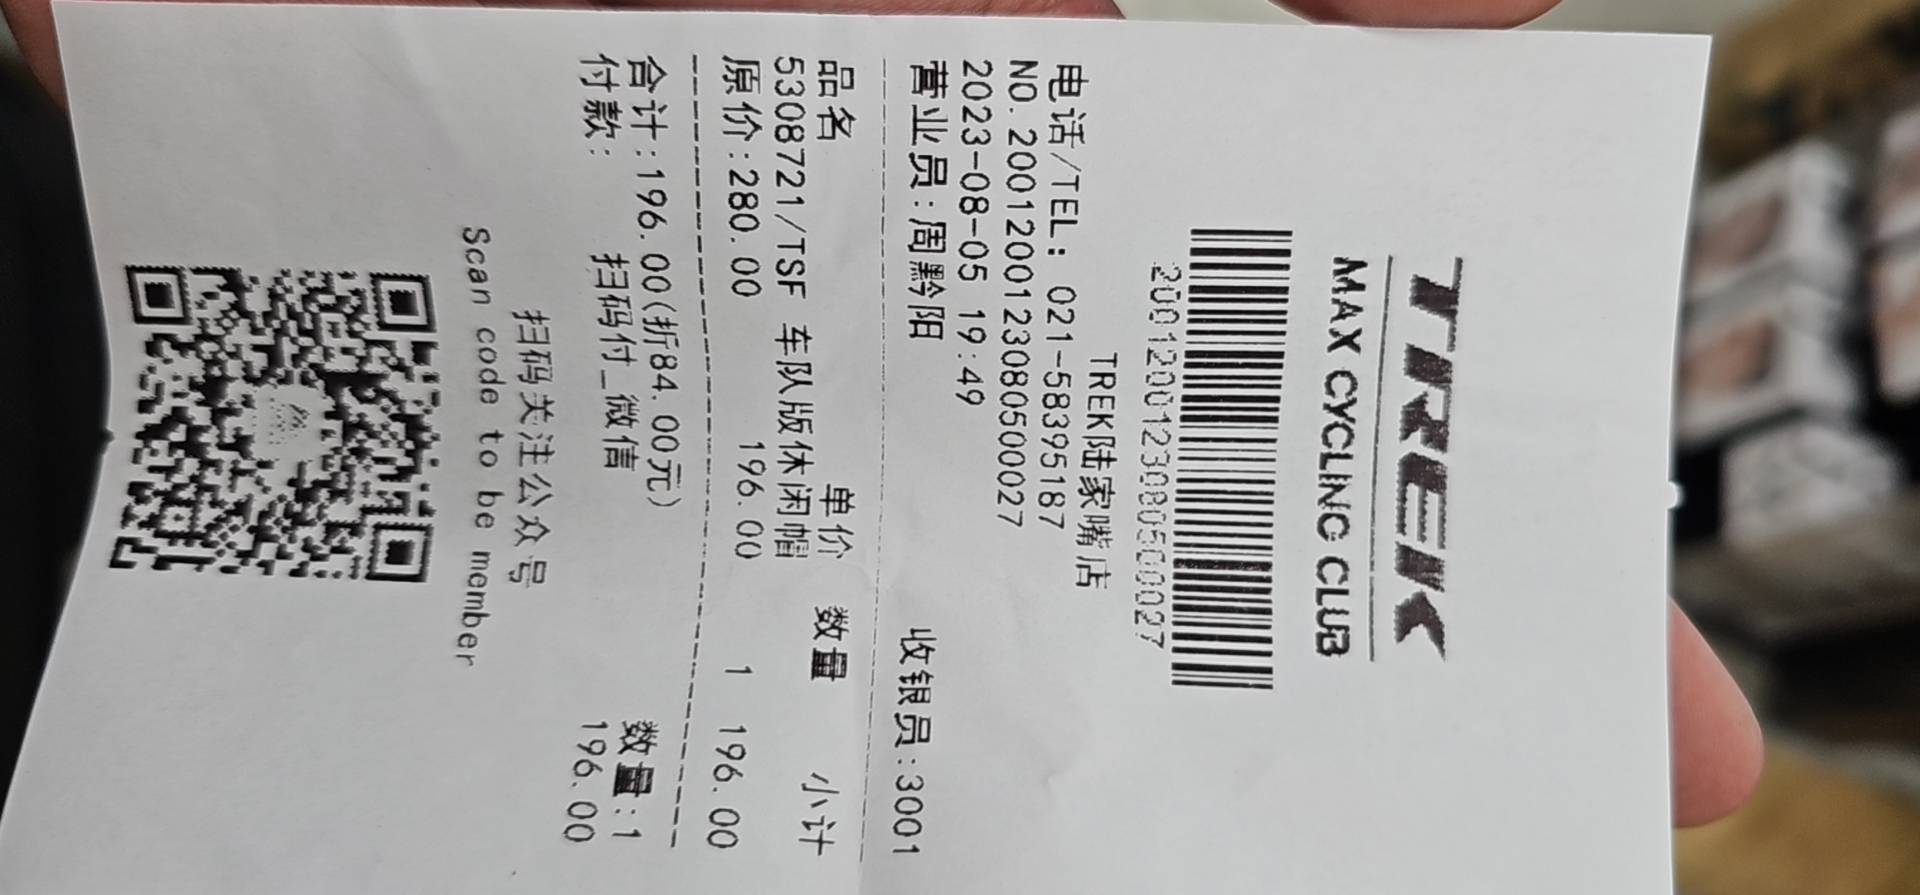 TREK
MAX CYCLING CLUB
2001200123080500027
TREK陆家嘴店
电话/TEL: 021-58395187
NO.200120012308050​0027
2023-08-05 19:49
营业员:周黔阳 收银员:3001
品名 单价 数量 小计
5308721/TSF 车队版休闲帽
原价:280.00 196.00 1 196.00
合计:196.00(折84.00元) 数量:1
付款: 扫码付_微信 196.00
扫码关注公众号
Scan code to be member